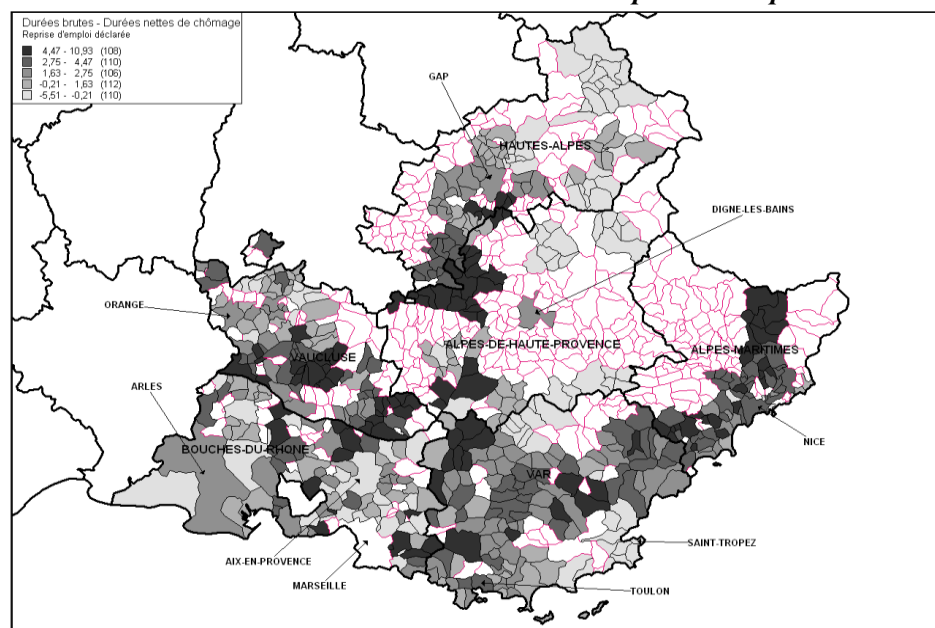 Durées brutes - Durées nettes de chômage
Reprise d'emploi déclarée
4,47 - 10,93 (108)
2,75 - 4,47 (110)
1,63 - 2,75 (106)
-0,21 - 1,63 (112)
-5,51 - -0,21 (110)
GAP
HAUTES-ALPES
DIGNE-LES-BAINS
ORANGE
VAUCLUSE
ALPES-DE-HAUTE-PROVENCE
ALPES-MARITIMES
ARLES
NICE
BOUCHES-DU-RHONE
VAR
SAINT-TROPEZ
AIX-EN-PROVENCE
MARSEILLE
TOULON